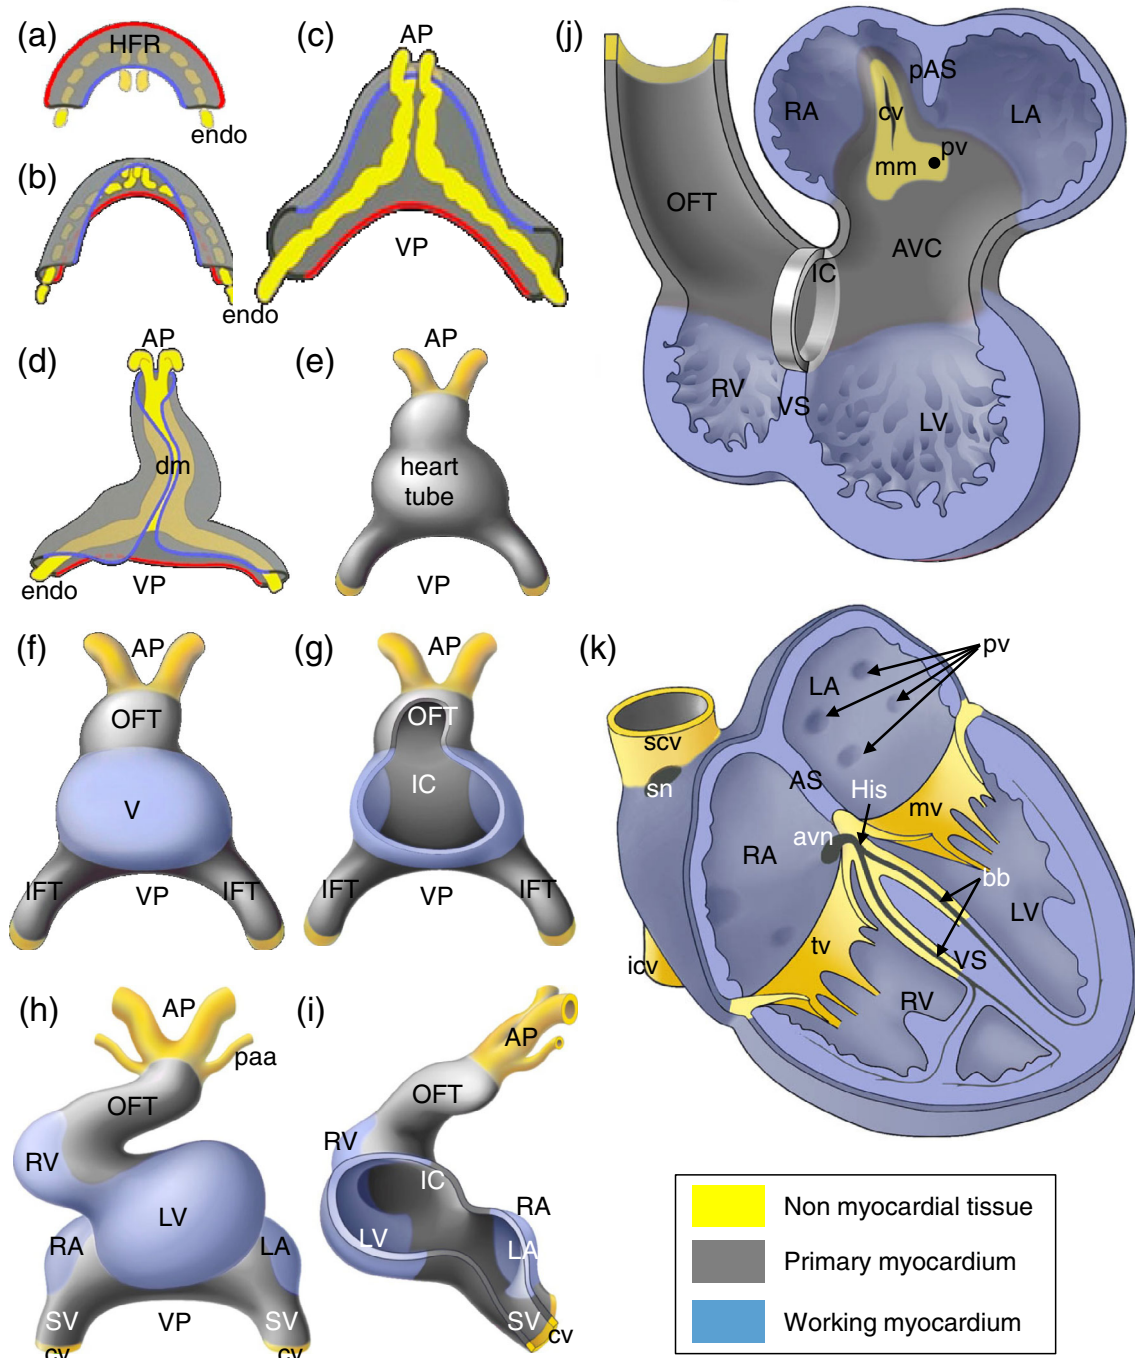 (a)
HFR
endo
(b)
endo
(c)
AP
VP
(d)
AP
dm
endo
VP
(e)
AP
heart
tube
VP
(f)
AP
OFT
V
IFT
VP
IFT
(g)
AP
OFT
IC
IFT
VP
IFT
(h)
AP
paa
OFT
RV
LV
RA
LA
SV
VP
SV
cv
cv
(i)
AP
OFT
RV
IC
RA
LV
LA
SV
cv
(j)
pAS
RA
cv
LA
pv
mm
OFT
AVC
IC
RV
VS
LV
(k)
pv
LA
scv
sn
AS
His
mv
avn
RA
bb
LV
tv
VS
icv
RV
Non myocardial tissue
Primary myocardium
Working myocardium